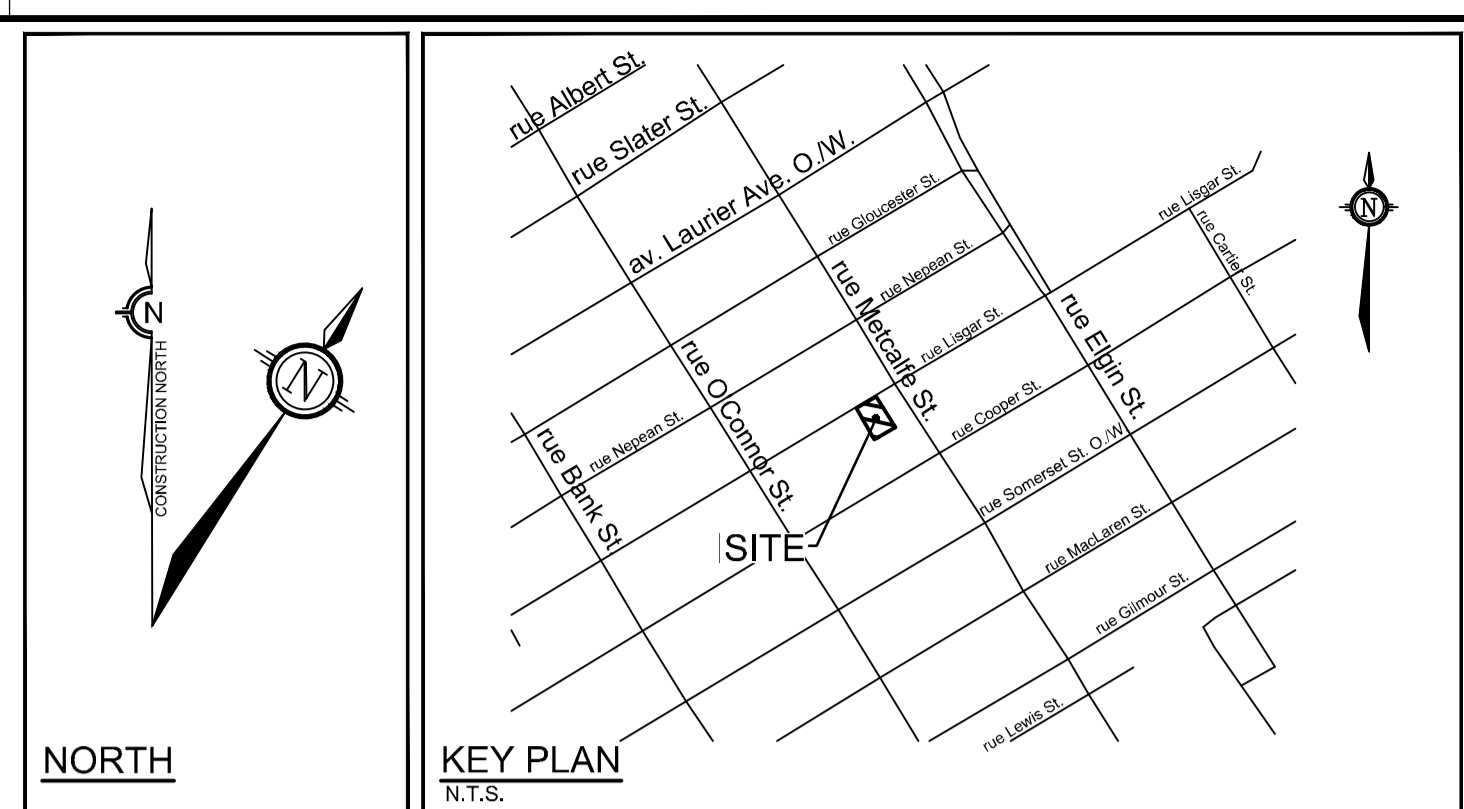 N
CONSTRUCTION NORTH
N
NORTH
rue Albert St.
rue Slater St.
av. Laurier Ave. O./W.
rue Gloucester St.
rue Nepean St.
rue Lisgar St.
rue Cartier St.
N
rue Metcalfe St.
rue Lisgar St.
rue Elgin St.
rue O'Connor St.
rue Cooper St.
rue Bank St
rue Nepean St.
rue Somerset St. O./W.
SITE
rue MacLaren St.
rue Gilmour St.
rue Lewis St.
KEY PLAN
N.T.S.